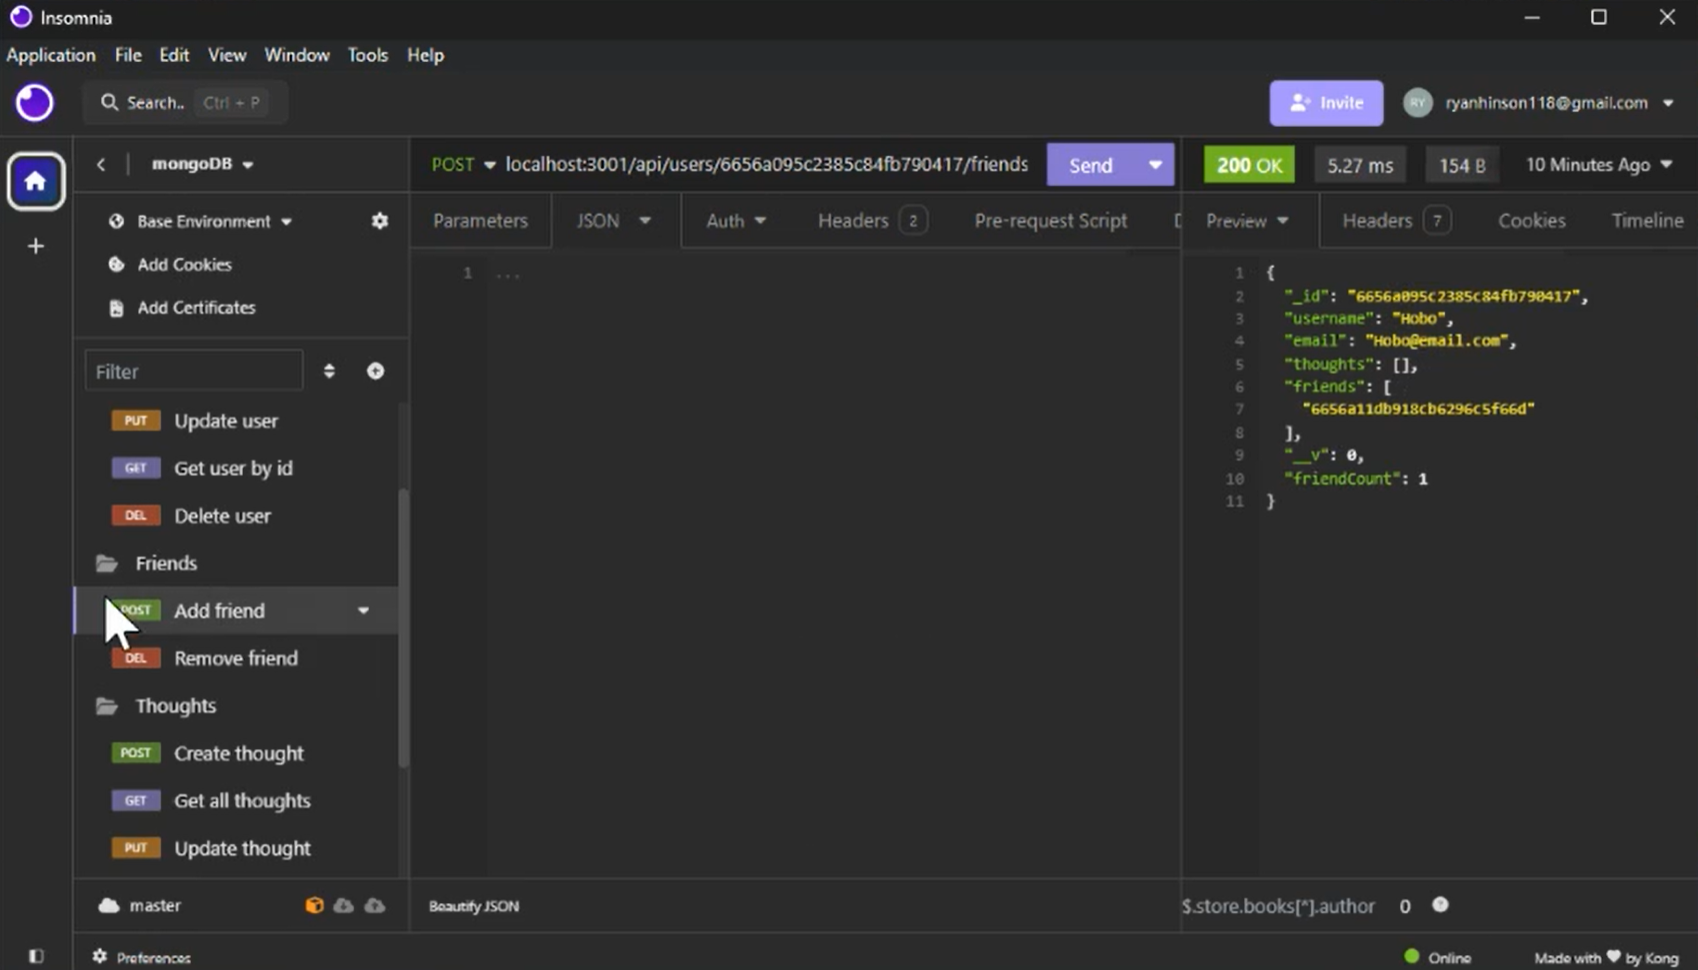 Insomnia
Application File Edit View Window Tools Help
Search.. Ctrl + P
Invite
RY ryanhinson118@gmail.com
mongoDB
POST localhost:3001/api/users/6656a095c2385c84fb790417/friends Send
200 OK 5.27 ms 154 B 10 Minutes Ago
Base Environment
Parameters JSON Auth Headers 2 Pre-request Script
Preview Headers 7 Cookies Timeline
Add Cookies
Add Certificates
Filter
PUT Update user
GET Get user by id
DEL Delete user
Friends
POST Add friend
DEL Remove friend
Thoughts
POST Create thought
GET Get all thoughts
PUT Update thought
1 ...
1 {
2 "_id": "6656a095c2385c84fb790417",
3 "username": "Hobo",
4 "email": "Hobo@email.com",
5 "thoughts": [],
6 "friends": [
7 "6656a11db918cb6296c5f66d"
8 ],
9 "__v": 0,
10 "friendCount": 1
11 }
master
Beautify JSON
$.store.books[*].author 0
Preferences
Online
Made with ♥ by Kong